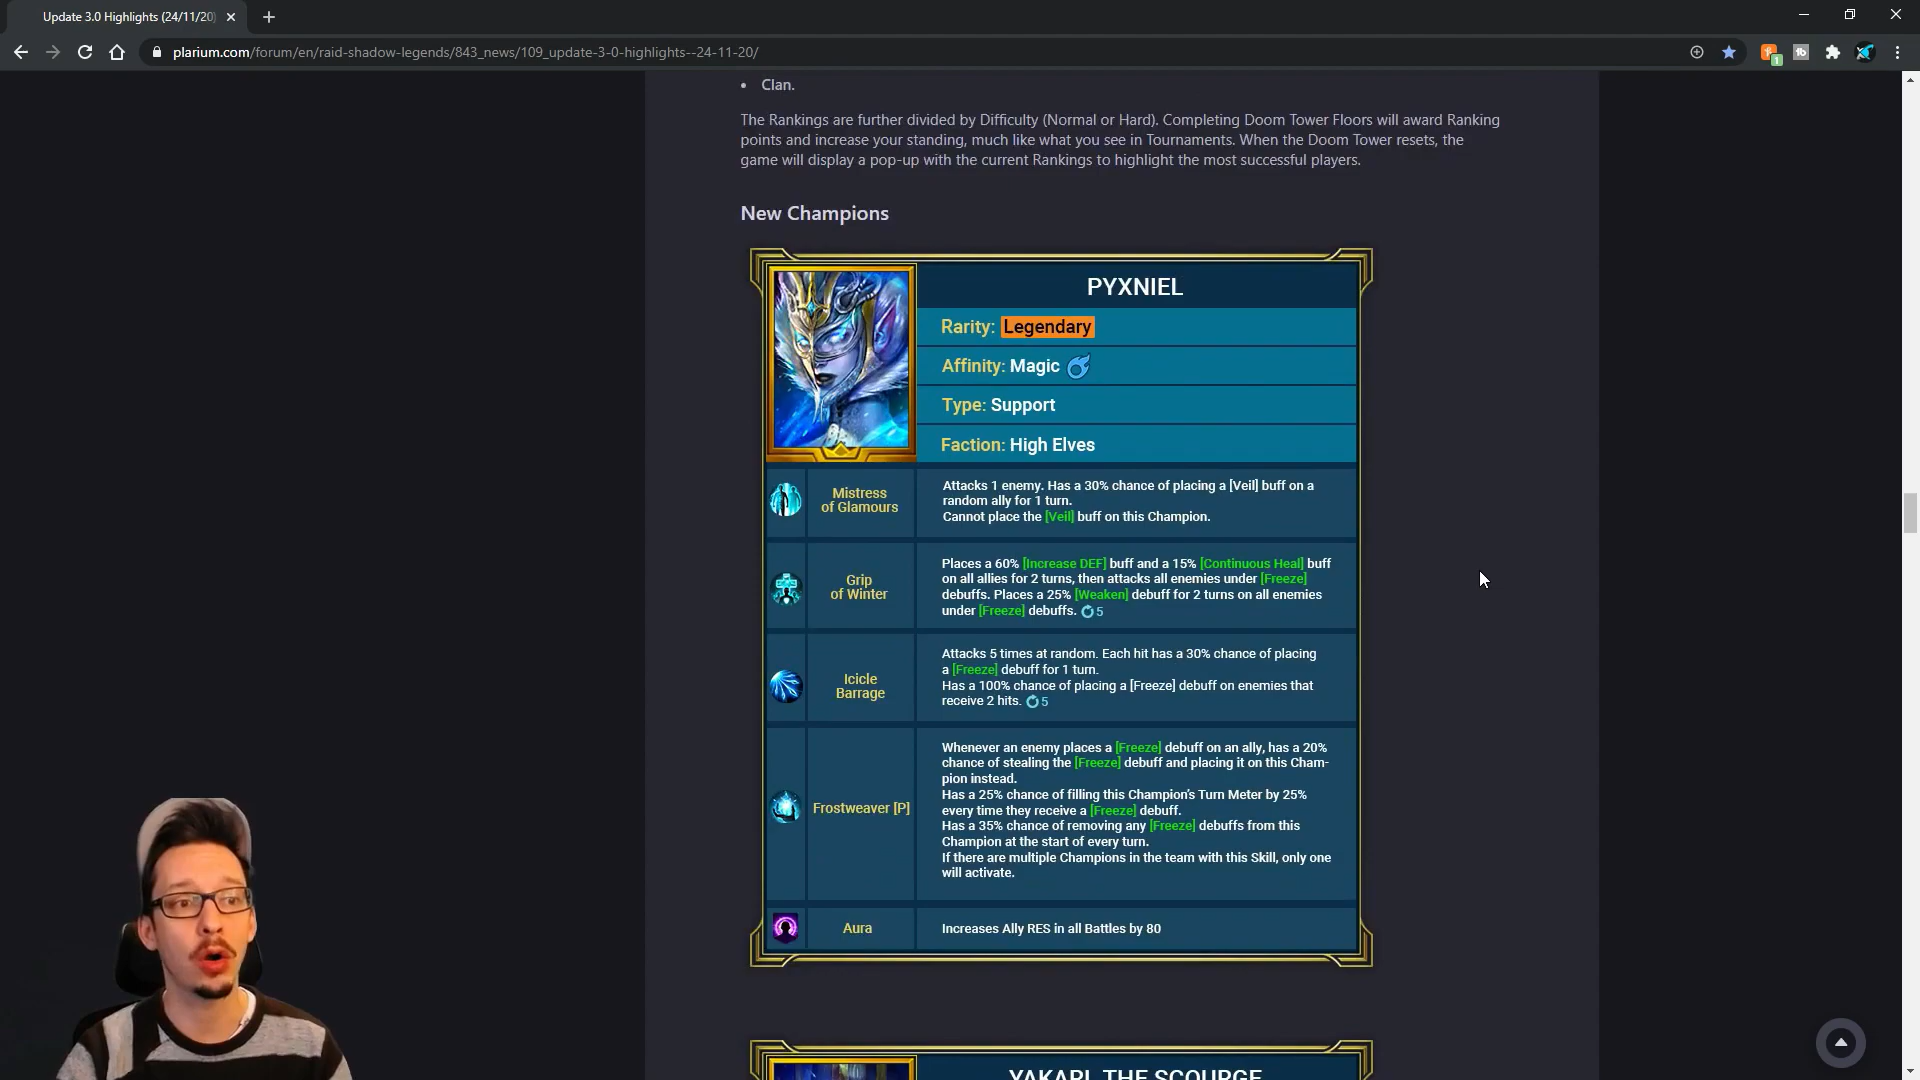 Update 3.0 Highlights (24/11/20)
plarium.com/forum/en/raid-shadow-legends/843_news/109_update-3-0-highlights--24-11-20/
1
• Clan.
The Rankings are further divided by Difficulty (Normal or Hard). Completing Doom Tower Floors will award Ranking
points and increase your standing, much like what you see in Tournaments. When the Doom Tower resets, the
game will display a pop-up with the current Rankings to highlight the most successful players.
New Champions
PYXNIEL
Rarity: Legendary
Affinity: Magic
Type: Support
Faction: High Elves
Mistress
of Glamours
Attacks 1 enemy. Has a 30% chance of placing a [Veil] buff on a
random ally for 1 turn.
Cannot place the [Veil] buff on this Champion.
Grip
of Winter
Places a 60% [Increase DEF] buff and a 15% [Continuous Heal] buff
on all allies for 2 turns, then attacks all enemies under [Freeze]
debuffs. Places a 25% [Weaken] debuff for 2 turns on all enemies
under [Freeze] debuffs. 5
Icicle
Barrage
Attacks 5 times at random. Each hit has a 30% chance of placing
a [Freeze] debuff for 1 turn.
Has a 100% chance of placing a [Freeze] debuff on enemies that
receive 2 hits. 5
Frostweaver [P]
Whenever an enemy places a [Freeze] debuff on an ally, has a 20%
chance of stealing the [Freeze] debuff and placing it on this Cham-
pion instead.
Has a 25% chance of filling this Champion's Turn Meter by 25%
every time they receive a [Freeze] debuff.
Has a 35% chance of removing any [Freeze] debuffs from this
Champion at the start of every turn.
If there are multiple Champions in the team with this Skill, only one
will activate.
Aura
Increases Ally RES in all Battles by 80
YAKARL THE SCOURGE